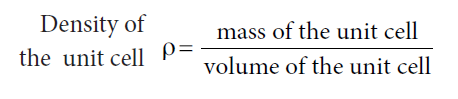 Density of
the unit cell ρ= mass of the unit cell
volume of the unit cell